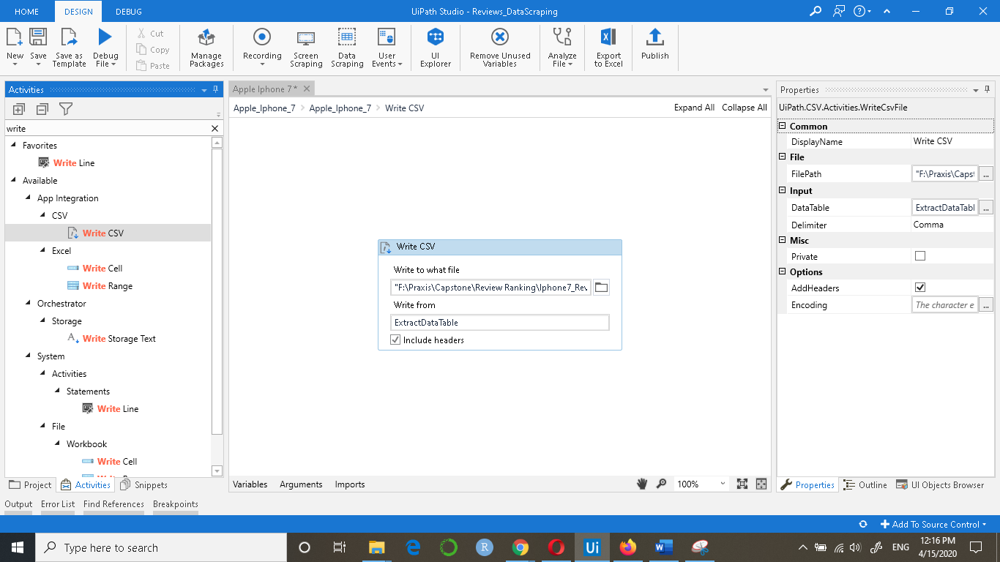 HOME DESIGN DEBUG UiPath Studio - Reviews_DataScraping
New Save Save as Template Debug File Cut Copy Paste Manage Packages Recording Screen Scraping Data Scraping User Events UI Explorer Remove Unused Variables Analyze File Export to Excel Publish
Activities
write
Favorites
Write Line
Available
App Integration
CSV
Write CSV
Excel
Write Cell
Write Range
Orchestrator
Storage
Write Storage Text
System
Activities
Statements
Write Line
File
Workbook
Write Cell
Project Activities Snippets
Apple Iphone 7 *
Apple_Iphone_7 Apple_Iphone_7 Write CSV Expand All Collapse All
Write CSV
Write to what file
"F:\Praxis\Capstone\Review Ranking\Iphone7_Rev
Write from
ExtractDataTable
Include headers
Variables Arguments Imports 100%
Properties
UiPath.CSV.Activities.WriteCsvFile
Common
DisplayName Write CSV
File
FilePath "F:\Praxis\Capst ...
Input
DataTable ExtractDataTabl ...
Delimiter Comma
Misc
Private
Options
AddHeaders
Encoding The character e ...
Properties Outline UI Objects Browser
Output Error List Find References Breakpoints
Add To Source Control
Type here to search R Ui ENG 12:16 PM
4/15/2020